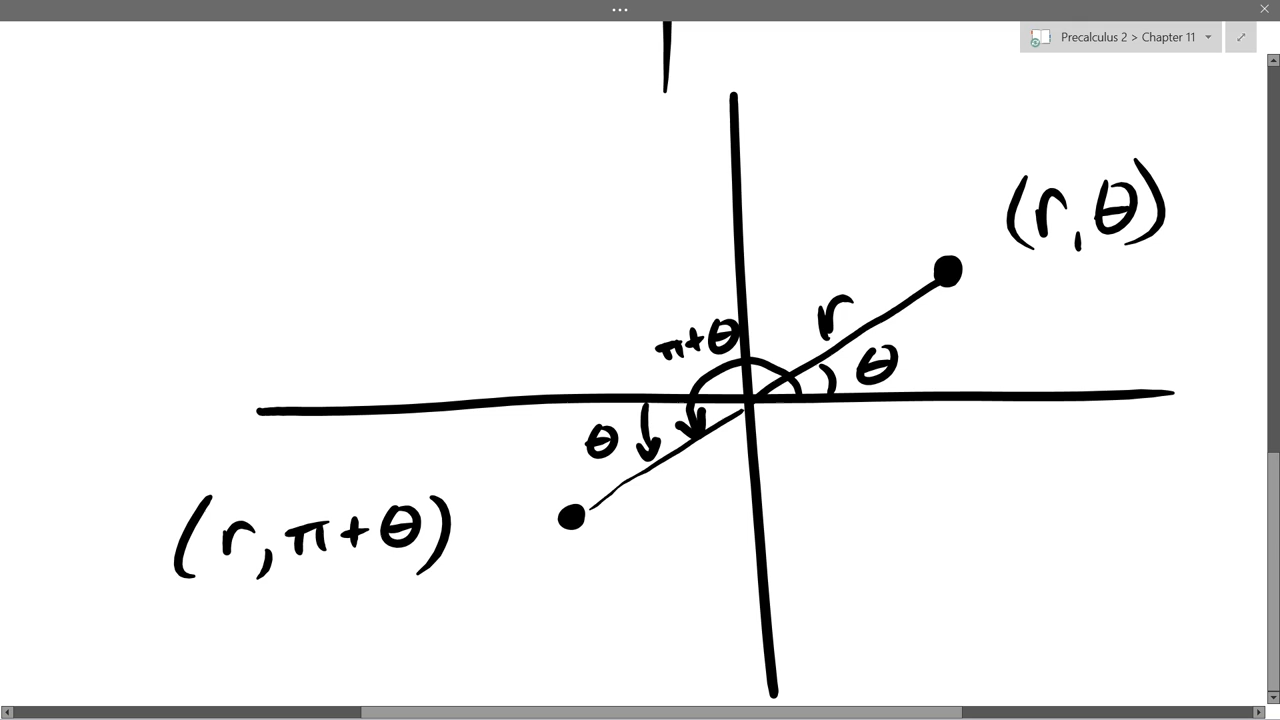 Precalculus 2 > Chapter 11
(r, θ)
r
π+θ
θ
θ
(r, π+θ)